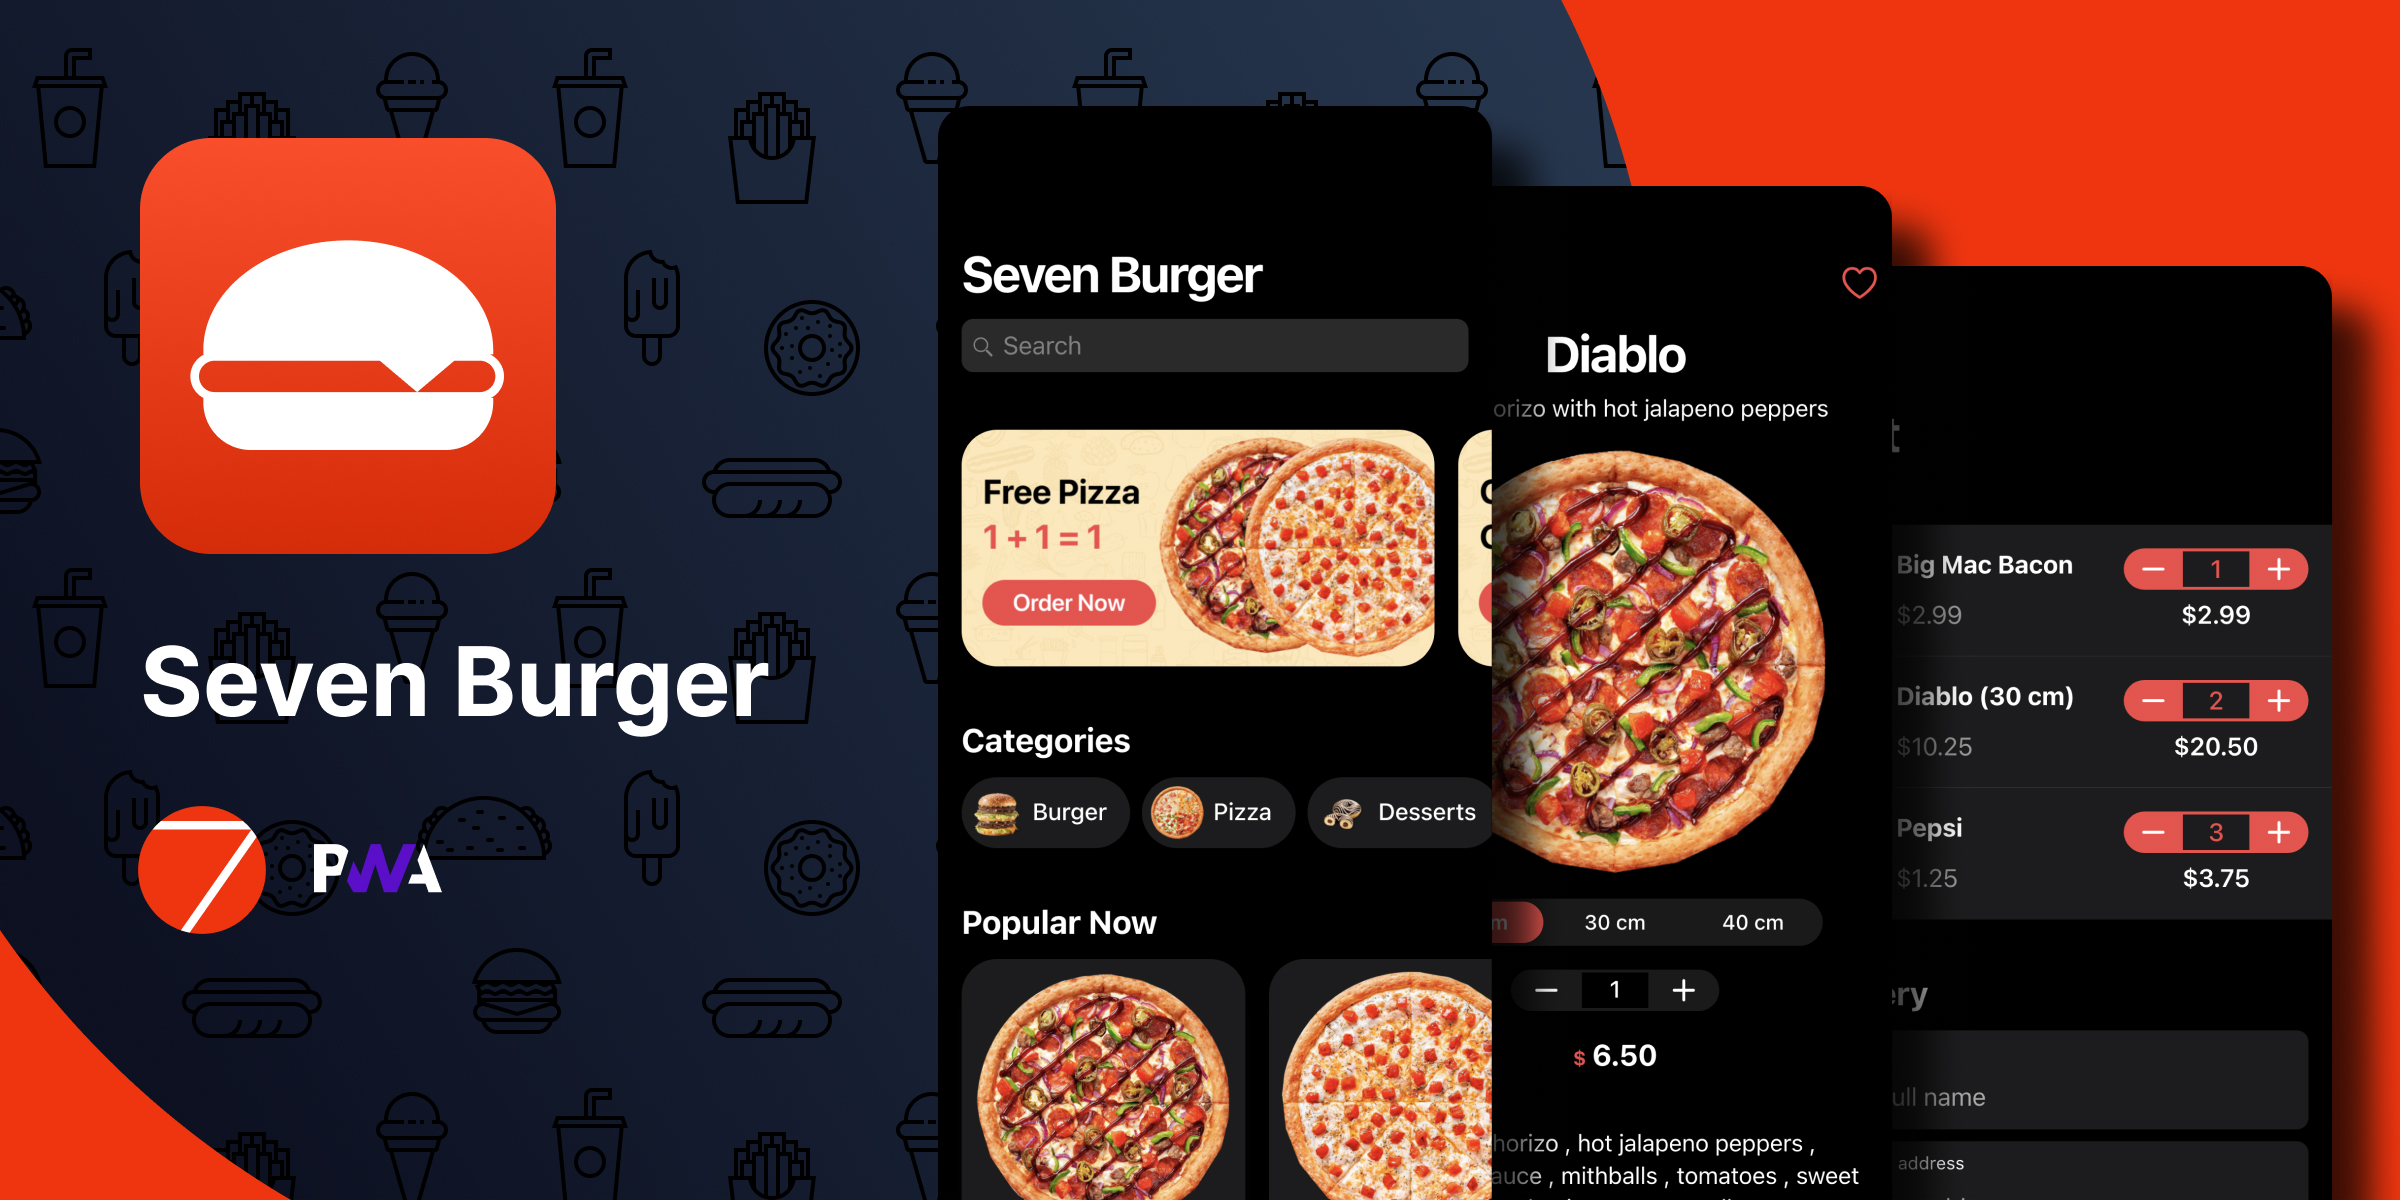 Seven Burger
PWA
Seven Burger
Search
Free Pizza
1 + 1 = 1
Order Now
Categories
Burger
Pizza
Desserts
Popular Now
Diablo
orizo with hot jalapeno peppers
30 cm
40 cm
1
$ 6.50
horizo , hot jalapeno peppers ,
auce , mithballs , tomatoes , sweet
Big Mac Bacon
1
$2.99
$2.99
Diablo (30 cm)
2
$10.25
$20.50
Pepsi
3
$1.25
$3.75
ery
ull name
address